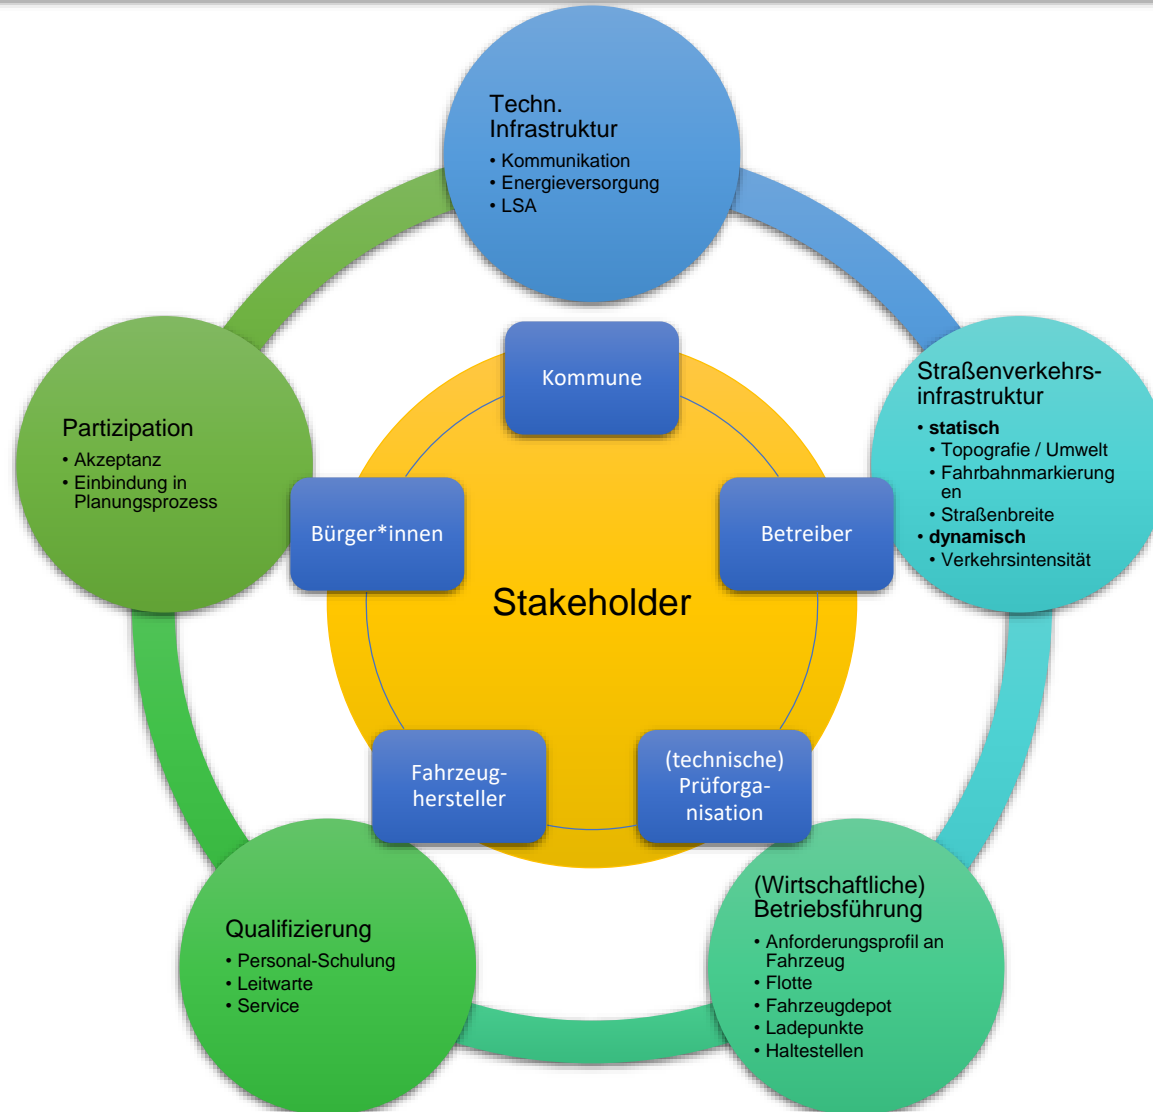 Techn.
Infrastruktur
• Kommunikation
• Energieversorgung
• LSA
Straßenverkehrs-
infrastruktur
• statisch
• Topografie / Umwelt
• Fahrbahnmarkierung
en
• Straßenbreite
• dynamisch
• Verkehrsintensität
(Wirtschaftliche)
Betriebsführung
• Anforderungsprofil an
Fahrzeug
• Flotte
• Fahrzeugdepot
• Ladepunkte
• Haltestellen
Qualifizierung
• Personal-Schulung
• Leitwarte
• Service
Partizipation
• Akzeptanz
• Einbindung in
Planungsprozess
Stakeholder
Kommune
Betreiber
(technische)
Prüforga-
nisation
Fahrzeug-
hersteller
Bürger*innen